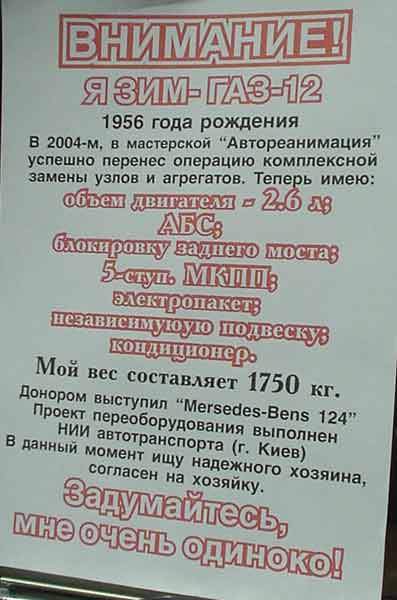 ВНИМАНИЕ!
Я ЗИМ- ГАЗ-12
1956 года рождения
В 2004-м, в мастерской "Автореанимация"
успешно перенес операцию комплексной
замены узлов и агрегатов. Теперь имею:
объем двигателя - 2.6 л;
АБС;
блокировку заднего моста;
5-ступ. МКПП;
электропакет;
независимуюую подвеску;
кондиционер.
Мой вес составляет 1750 кг.
Донором выступил "Mersedes-Bens 124"
Проект переоборудования выполнен
НИИ автотранспорта (г. Киев)
В данный момент ищу надежного хозяина,
согласен на хозяйку.
Задумайтесь,
мне очень одиноко!